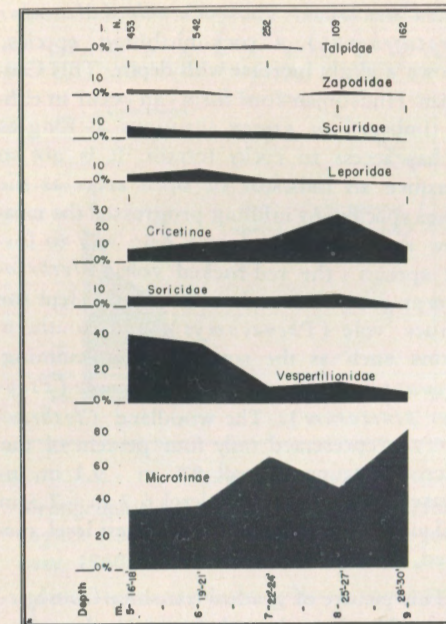 N. 453 542 252 109 162
0%
Talpidae
10
0%
Zapodidae
10
0%
Sciuridae
10
0%
Leporidae
30
20
10
0%
Cricetinae
10
0%
Soricidae
40
20
0%
Vespertilionidae
80
60
40
20
0%
Microtinae
Depth
m.
5- 16-18'
6- 19-21'
7- 22-24'
8- 25-27'
9 28-30'